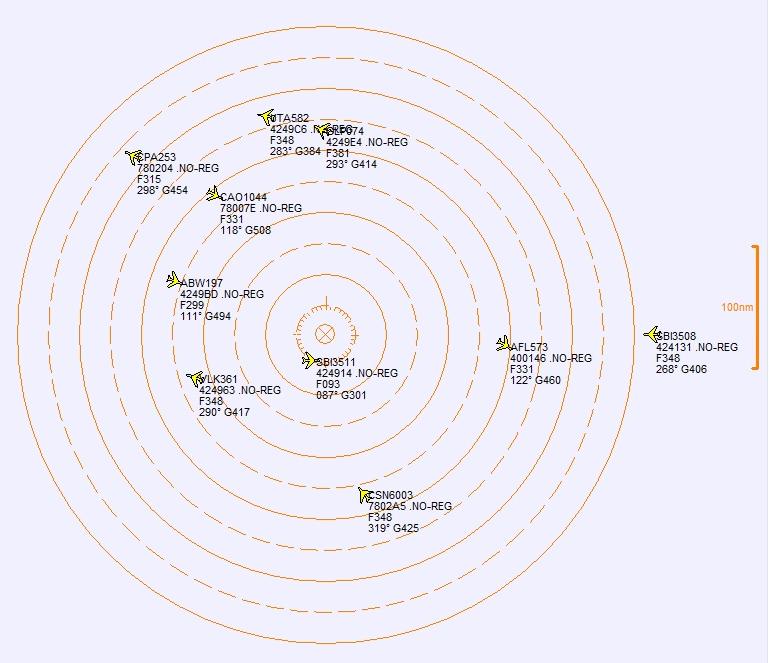 UTA582
4249C6 .NO-REG
F348
283° G384
4249E4 .NO-REG
F381
293° G414
CPA253
780204 .NO-REG
F315
298° G454
CAO1044
78007E .NO-REG
F331
118° G508
ABW197
4249BD .NO-REG
F299
111° G494
100nm
SBI3508
424131 .NO-REG
F348
268° G406
AFL573
400146 .NO-REG
F331
122° G460
SBI3511
424914 .NO-REG
F093
087° G301
VLK361
424963 .NO-REG
F348
290° G417
CSN6003
7802A5 .NO-REG
F348
319° G425